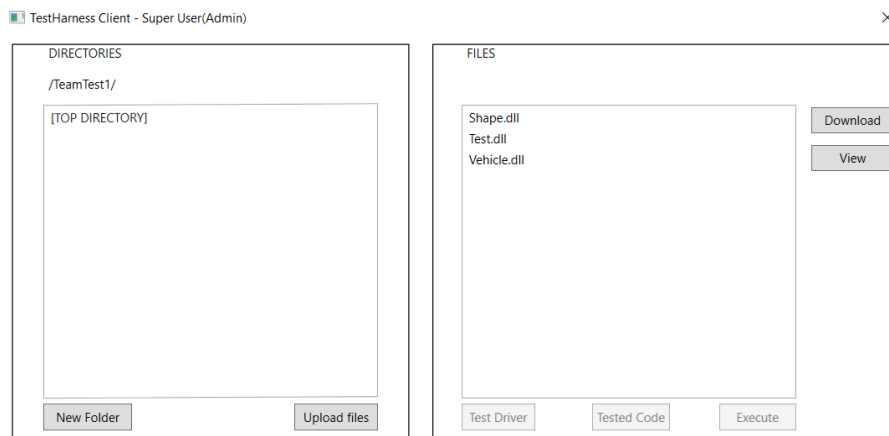 TestHarness Client - Super User(Admin)
DIRECTORIES
/TeamTest1/
[TOP DIRECTORY]
New Folder
Upload files
FILES
Shape.dll
Test.dll
Vehicle.dll
Download
View
Test Driver
Tested Code
Execute